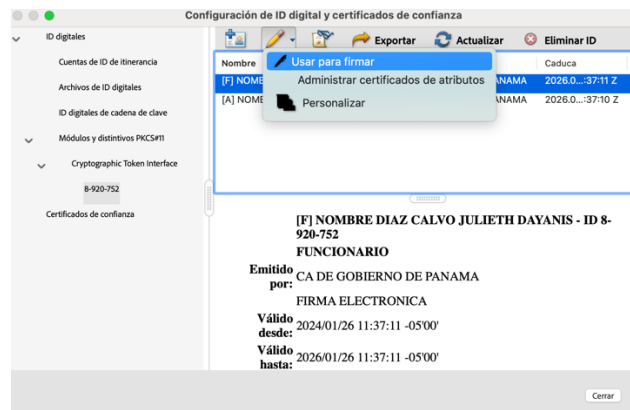 Configuración de ID digital y certificados de confianza
ID digitales
Cuentas de ID de itinerancia
Archivos de ID digitales
ID digitales de cadena de clave
Módulos y distintivos PKCS#11
Cryptographic Token Interface
8-920-752
Certificados de confianza
Exportar
Actualizar
Eliminar ID
Nombre
Caduca
Usar para firmar
Administrar certificados de atributos
Personalizar
[F] NOME
ANAMA
2026.0...:37:11 Z
[A] NOME
ANAMA
2026.0...:37:10 Z
[F] NOMBRE DIAZ CALVO JULIETH DAYANIS - ID 8-
920-752
FUNCIONARIO
Emitido por: CA DE GOBIERNO DE PANAMA
FIRMA ELECTRONICA
Válido desde: 2024/01/26 11:37:11 -05'00'
Válido hasta: 2026/01/26 11:37:11 -05'00'
Cerrar